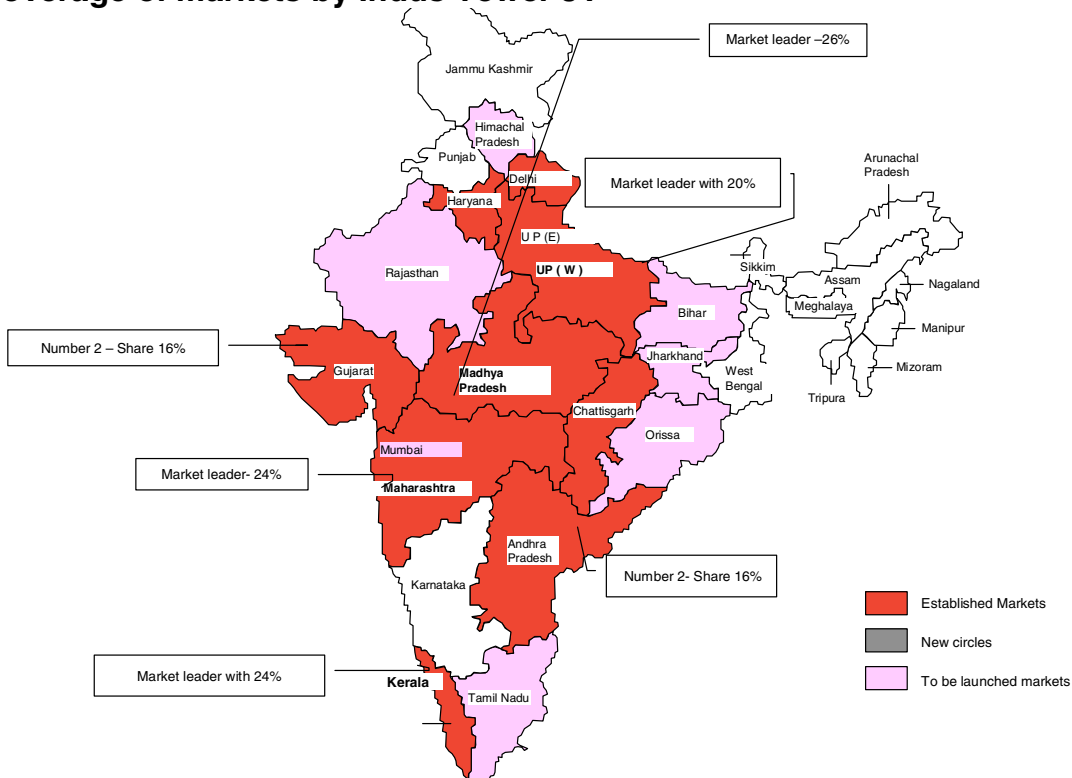 Market leader –26%
Jammu Kashmir
Himachal
Pradesh
Punjab
Arunachal
Pradesh
Delhi
Market leader with 20%
Haryana
U P (E)
UP ( W )
Sikkim
Rajasthan
Assam
Nagaland
Meghalaya
Bihar
Manipur
Number 2 – Share 16%
Jharkhand
Gujarat
Madhya
Pradesh
West
Bengal
Mizoram
Tripura
Chattisgarh
Orissa
Mumbai
Market leader- 24%
Maharashtra
Andhra
Pradesh
Number 2- Share 16%
Karnataka
Established Markets
New circles
Market leader with 24%
Kerala
To be launched markets
Tamil Nadu